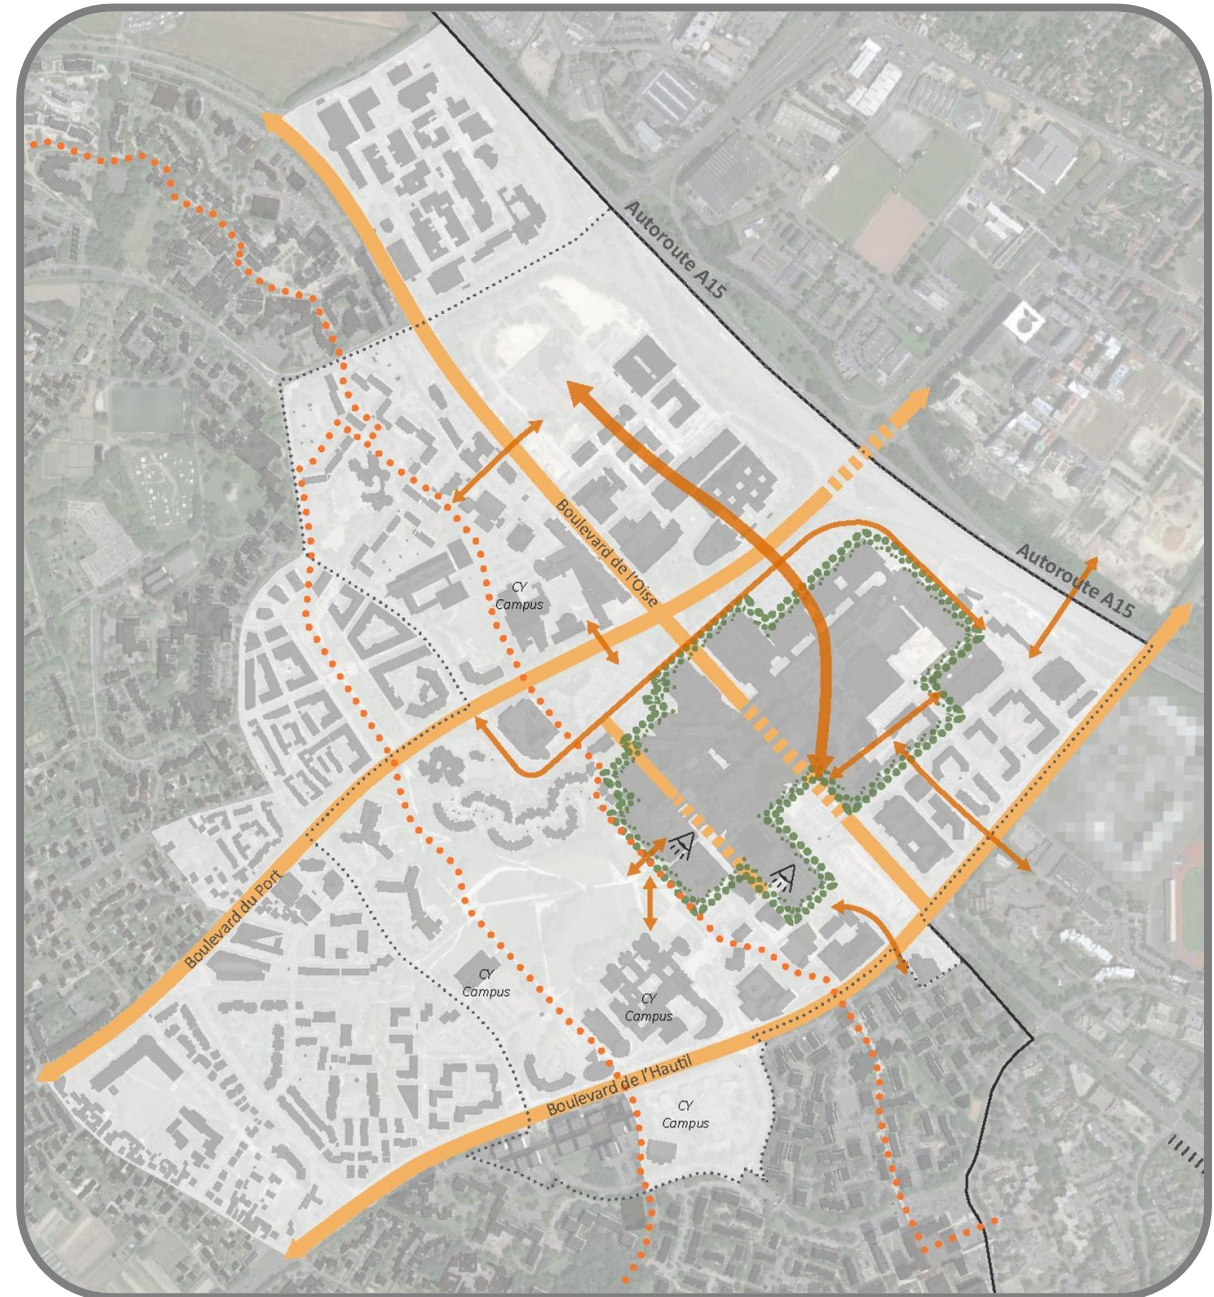 Autoroute A15
Boulevard de l'Oise
Autoroute A15
CY
Campus
Boulevard du Port
CY
Campus
CY
Campus
Boulevard de l'Hautil
CY
Campus